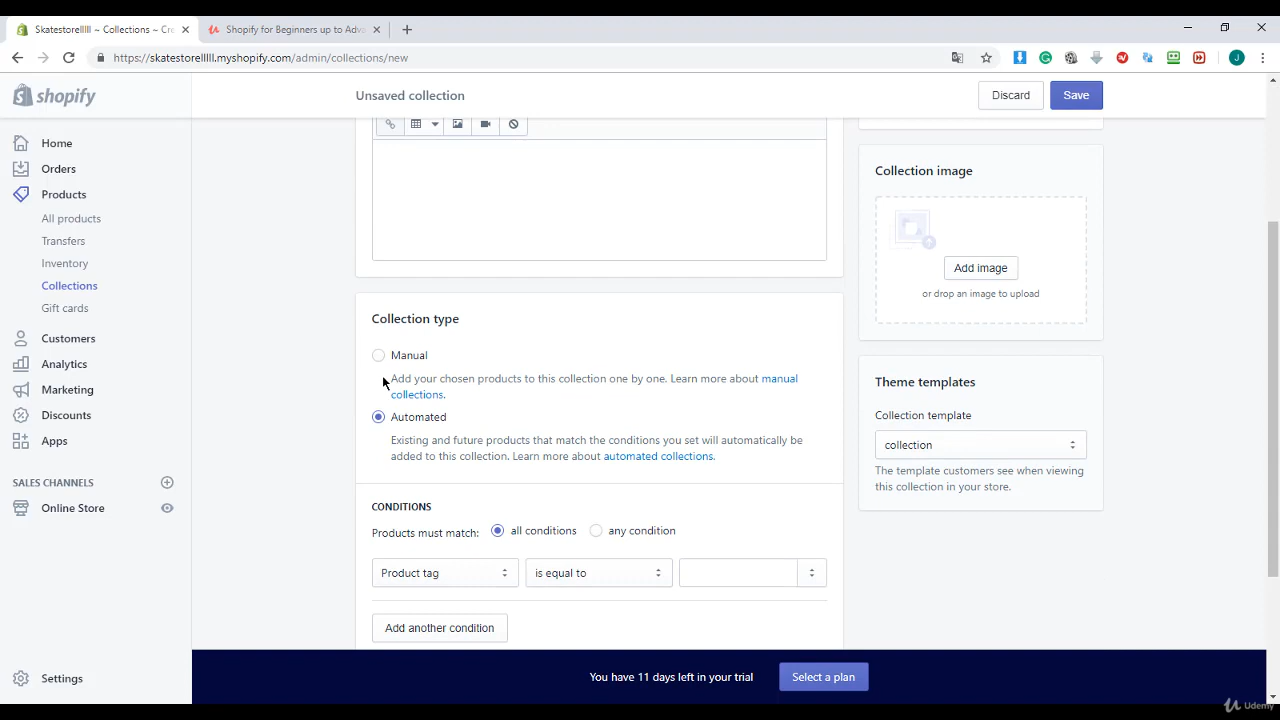 Skatestorelllll ~ Collections ~ Cre
Shopify for Beginners up to Adva
https://skatestorelllll.myshopify.com/admin/collections/new
J
shopify
Unsaved collection
Discard
Save
Home
Orders
Products
All products
Transfers
Inventory
Collections
Gift cards
Customers
Analytics
Marketing
Discounts
Apps
SALES CHANNELS
Online Store
Settings
Collection type
Manual
Add your chosen products to this collection one by one. Learn more about manual
collections.
Automated
Existing and future products that match the conditions you set will automatically be
added to this collection. Learn more about automated collections.
CONDITIONS
Products must match: all conditions any condition
Product tag is equal to
Add another condition
Collection image
Add image
or drop an image to upload
Theme templates
Collection template
collection
The template customers see when viewing
this collection in your store.
You have 11 days left in your trial
Select a plan
Udemy